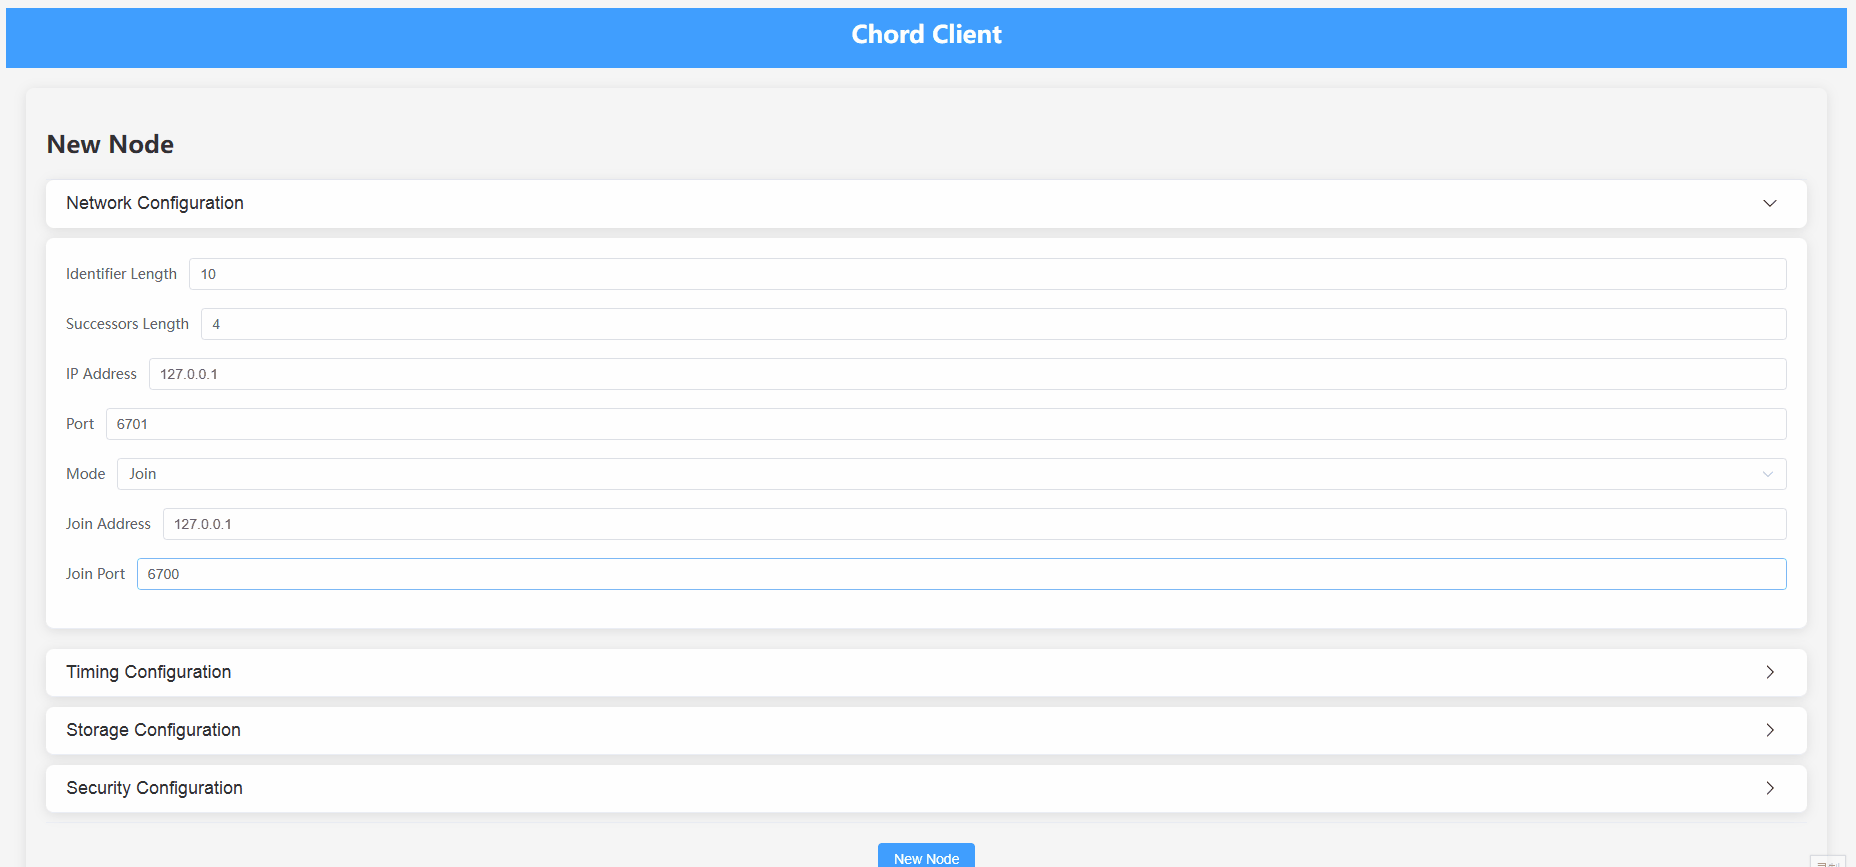 Chord Client
New Node
Network Configuration
Identifier Length 10
Successors Length 4
IP Address 127.0.0.1
Port 6701
Mode Join
Join Address 127.0.0.1
Join Port 6700
Timing Configuration
Storage Configuration
Security Configuration
New Node